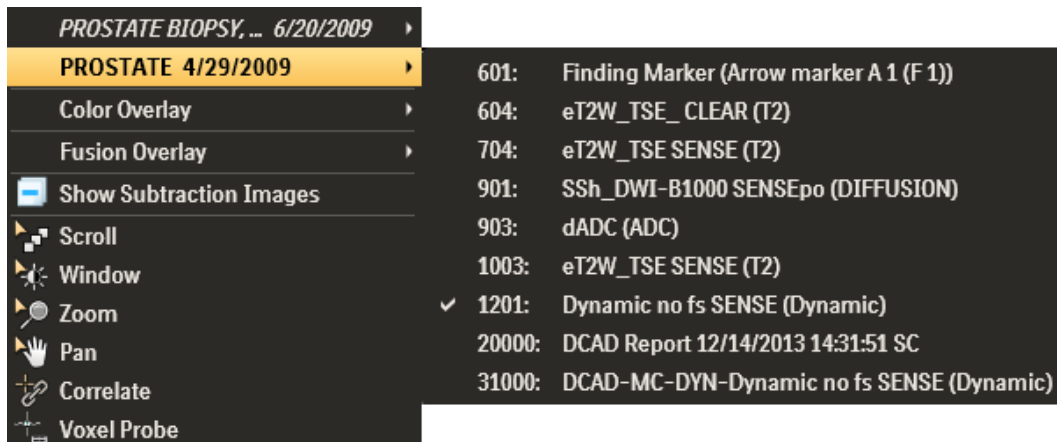 PROSTATE BIOPSY, ... 6/20/2009
PROSTATE 4/29/2009
Color Overlay
Fusion Overlay
Show Subtraction Images
Scroll
Window
Zoom
Pan
Correlate
Voxel Probe
601: Finding Marker (Arrow marker A 1 (F 1))
604: eT2W_TSE_ CLEAR (T2)
704: eT2W_TSE SENSE (T2)
901: SSh_DWI-B1000 SENSEpo (DIFFUSION)
903: dADC (ADC)
1003: eT2W_TSE SENSE (T2)
1201: Dynamic no fs SENSE (Dynamic)
20000: DCAD Report 12/14/2013 14:31:51 SC
31000: DCAD-MC-DYN-Dynamic no fs SENSE (Dynamic)